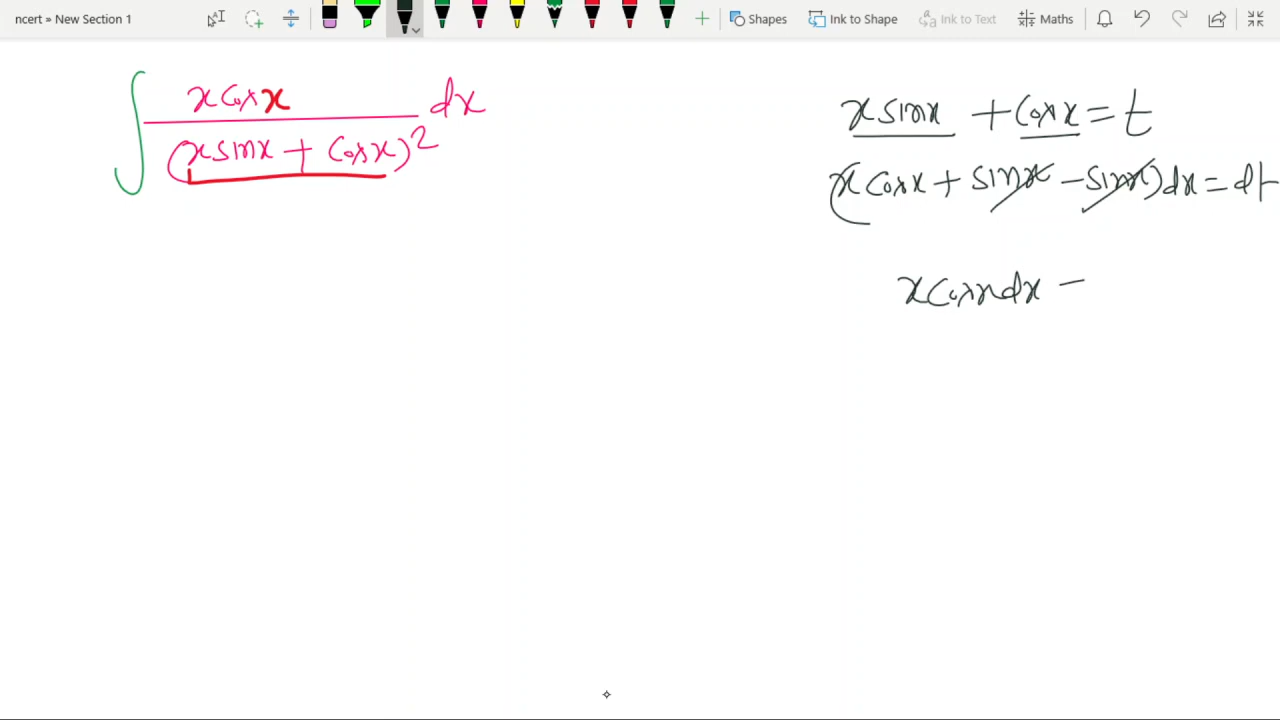 ncert » New Section 1
Shapes
Ink to Shape
Ink to Text
Maths
∫ x cos x / (x sin x + cos x)² dx
x sin x + cos x = t
(x cos x + sin x - sin x) dx = dt
x cos x dx =